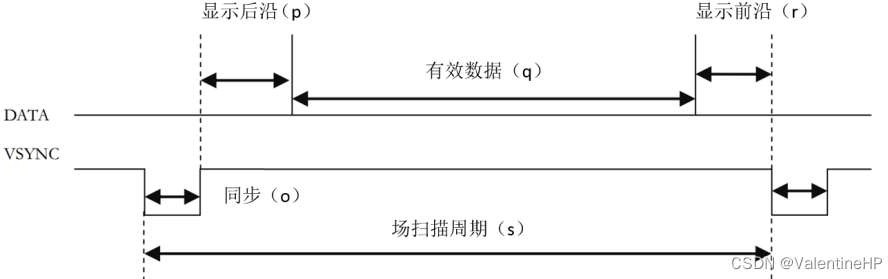 显示后沿（p）
显示前沿（r）
有效数据（q）
DATA
VSYNC
同步（o）
场扫描周期（s）
CSDN @ValentineHP